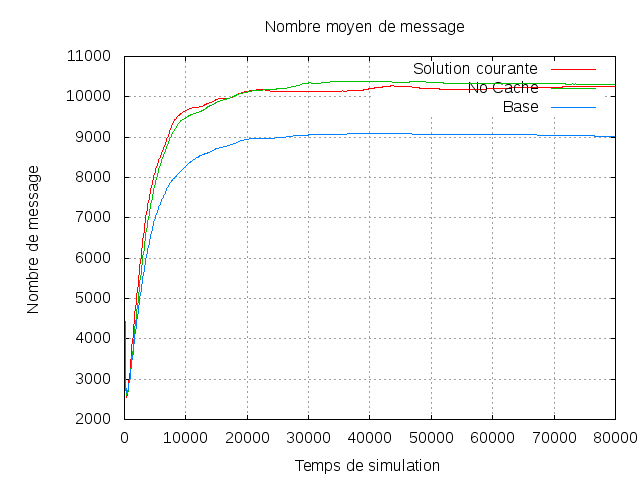 Nombre moyen de message
11000
10000
9000
8000
7000
6000
5000
4000
3000
2000
Nombre de message
Solution courante
No Cache
Base
0 10000 20000 30000 40000 50000 60000 70000 80000
Temps de simulation